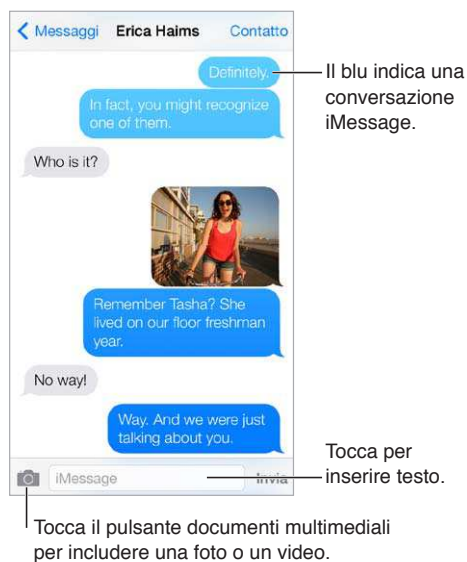 Messaggi Erica Haims Contatto
Definitely.
Il blu indica una
conversazione
iMessage.
In fact, you might recognize
one of them.
Who is it?
Remember Tasha? She
lived on our floor freshman
year.
No way!
Way. And we were just
talking about you.
Tocca per
inserire testo.
iMessage Invia
Tocca il pulsante documenti multimediali
per includere una foto o un video.